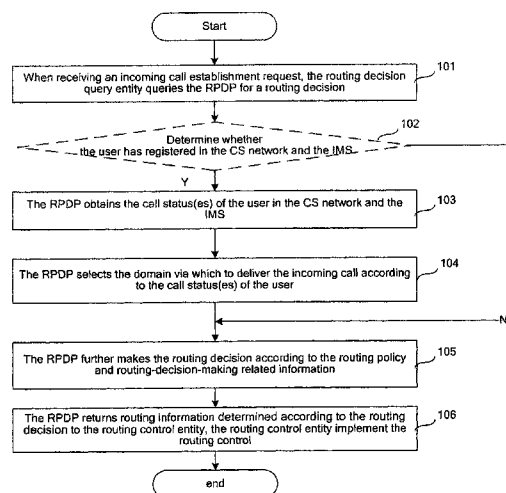 Start
101
When receiving an incoming call establishment request, the routing decision
query entity queries the RPDP for a routing decision
102
Determine whether
the user has registered in the CS network and the IMS
Y
103
The RPDP obtains the call status(es) of the user in the CS network and the
IMS
104
The RPDP selects the domain via which to deliver the incoming call according
to the call status(es) of the user
N
105
The RPDP further makes the routing decision according to the routing policy
and routing-decision-making related information
106
The RPDP returns routing information determined according to the routing
decision to the routing control entity, the routing control entity implement the
routing control
end